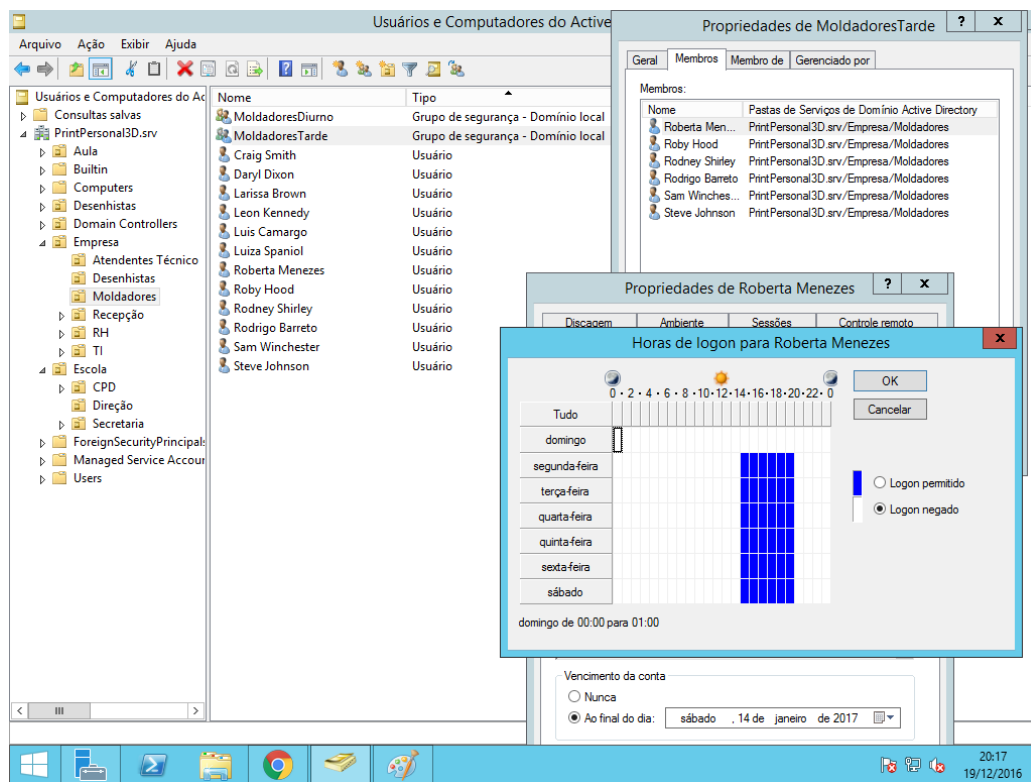 Usuários e Computadores do Active
Arquivo Ação Exibir Ajuda
Usuários e Computadores do Ac
Consultas salvas
PrintPersonal3D.srv
Aula
Builtin
Computers
Desenhistas
Domain Controllers
Empresa
Atendentes Técnico
Desenhistas
Moldadores
Recepção
RH
TI
Escola
CPD
Direção
Secretaria
ForeignSecurityPrincipals
Managed Service Accour
Users
Nome Tipo
MoldadoresDiurno Grupo de segurança - Domínio local
MoldadoresTarde Grupo de segurança - Domínio local
Craig Smith Usuário
Daryl Dixon Usuário
Larissa Brown Usuário
Leon Kennedy Usuário
Luis Camargo Usuário
Luiza Spaniol Usuário
Roberta Menezes Usuário
Roby Hood Usuário
Rodney Shirley Usuário
Rodrigo Barreto Usuário
Sam Winchester Usuário
Steve Johnson Usuário
Propriedades de MoldadoresTarde ? x
Geral Membros Membro de Gerenciado por
Membros:
Nome Pastas de Serviços de Domínio Active Directory
Roberta Men... PrintPersonal3D.srv/Empresa/Moldadores
Roby Hood PrintPersonal3D.srv/Empresa/Moldadores
Rodney Shirley PrintPersonal3D.srv/Empresa/Moldadores
Rodrigo Barreto PrintPersonal3D.srv/Empresa/Moldadores
Sam Winches... PrintPersonal3D.srv/Empresa/Moldadores
Steve Johnson PrintPersonal3D.srv/Empresa/Moldadores
Propriedades de Roberta Menezes ? x
Discagem Ambiente Sessões Controle remoto
Horas de logon para Roberta Menezes x
0 · 2 · 4 · 6 · 8 · 10 · 12 · 14 · 16 · 18 · 20 · 22 · 0
Tudo
domingo
segunda-feira
terça-feira
quarta-feira
quinta-feira
sexta-feira
sábado
OK
Cancelar
Logon permitido
Logon negado
domingo de 00:00 para 01:00
Vencimento da conta
Nunca
Ao final do dia: sábado , 14 de janeiro de 2017
20:17
19/12/2016